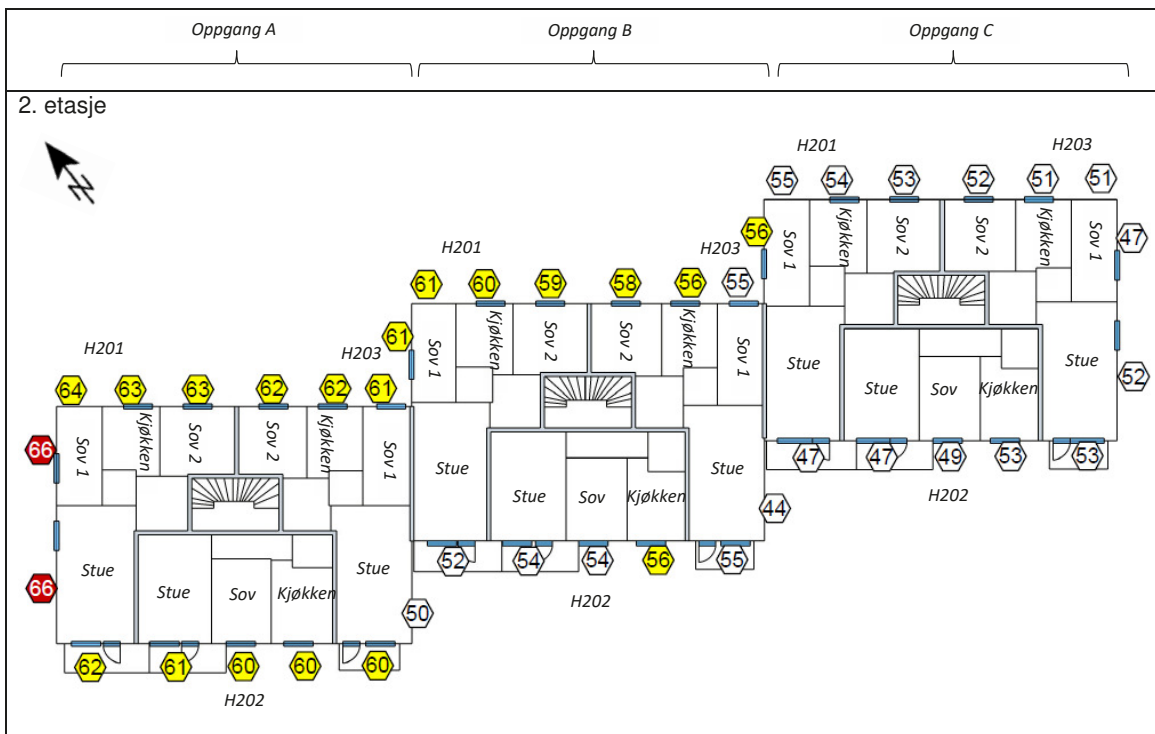 Oppgang A Oppgang B Oppgang C
2. etasje
N
H201 H203
55 54 53 52 51 51
56 Sov 1 Kjøkken Sov 2 Sov 2 Kjøkken Sov 1 47
H201 H203
61 60 59 58 56 55
61 Sov 1 Kjøkken Sov 2 Sov 2 Kjøkken Sov 1
Stue Stue Sov Kjøkken Stue 52
47 47 49 53 53
H202
H201 H203
64 63 63 62 62 61
66 Sov 1 Kjøkken Sov 2 Sov 2 Kjøkken Sov 1
Stue Stue Sov Kjøkken Stue 44
52 54 54 56 55
H202
66 Stue Stue Sov Kjøkken Stue 50
62 61 60 60 60
H202